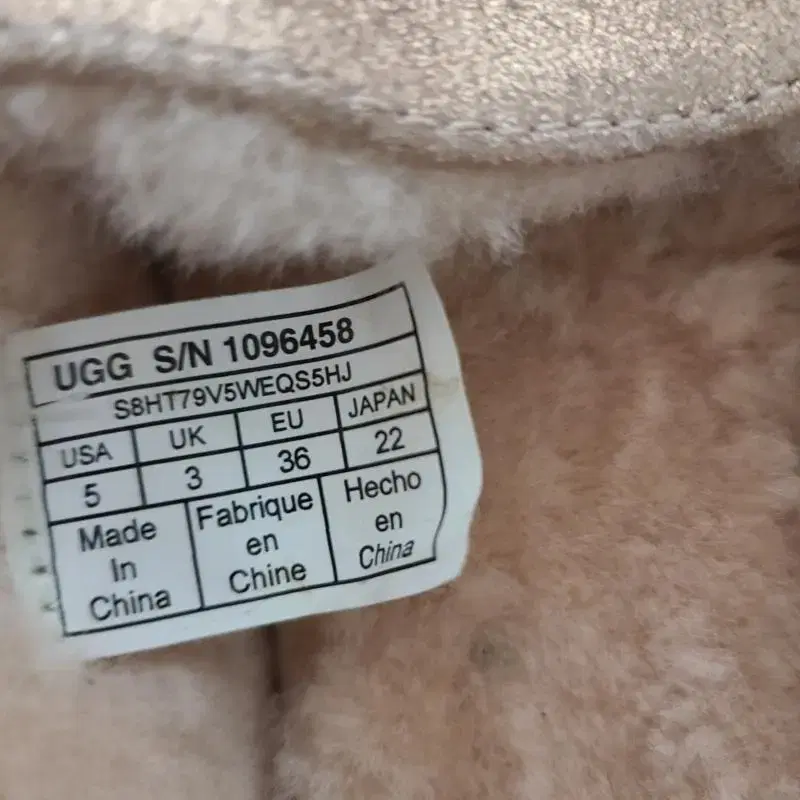 UGG S/N 1096458
S8HT79V5WEQS5HJ
USA UK EU JAPAN
5 3 36 22
Made In China
Fabrique en Chine
Hecho en China